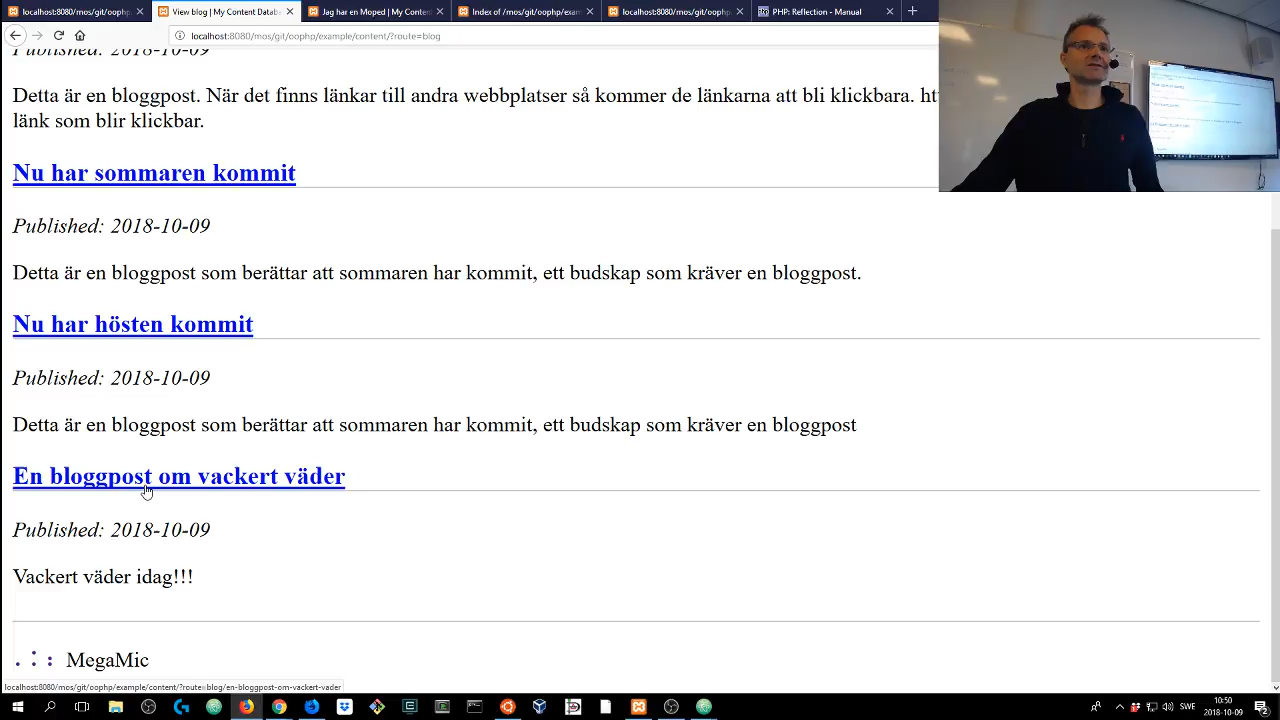 localhost:8080/mos/git/oophp/
View blog | My Content Datab
Jag har en Moped | My Conten
Index of /mos/git/oophp/exam
localhost:8080/mos/git/oophp/
PHP: Reflection - Manual
localhost:8080/mos/git/oophp/example/content/?route=blog
Published: 2018-10-09
Detta är en bloggpost. När det finns länkar till andra webbplatser så kommer de länkarna att bli klickbara. ht
länk som blir klickbar.
Nu har sommaren kommit
Published: 2018-10-09
Detta är en bloggpost som berättar att sommaren har kommit, ett budskap som kräver en bloggpost.
Nu har hösten kommit
Published: 2018-10-09
Detta är en bloggpost som berättar att sommaren har kommit, ett budskap som kräver en bloggpost
En bloggpost om vackert väder
Published: 2018-10-09
Vackert väder idag!!!
MegaMic
localhost:8080/mos/git/oophp/example/content/?route=blog/en-bloggpost-om-vackert-vader
SWE
10:50
2018-10-09
2